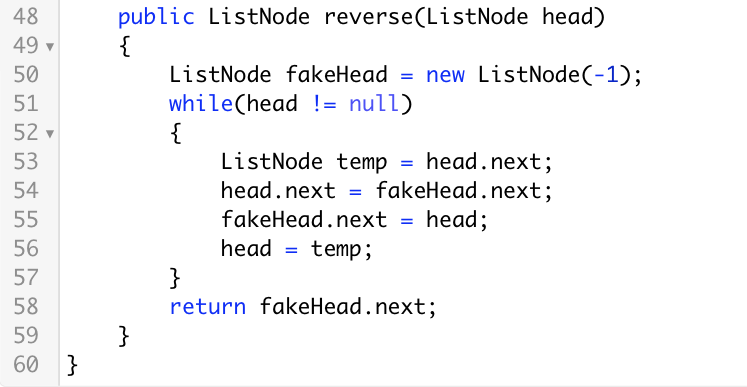 48 public ListNode reverse(ListNode head)
49 ▾ {
50 ListNode fakeHead = new ListNode(-1);
51 while(head != null)
52 ▾ {
53 ListNode temp = head.next;
54 head.next = fakeHead.next;
55 fakeHead.next = head;
56 head = temp;
57 }
58 return fakeHead.next;
59 }
60 }